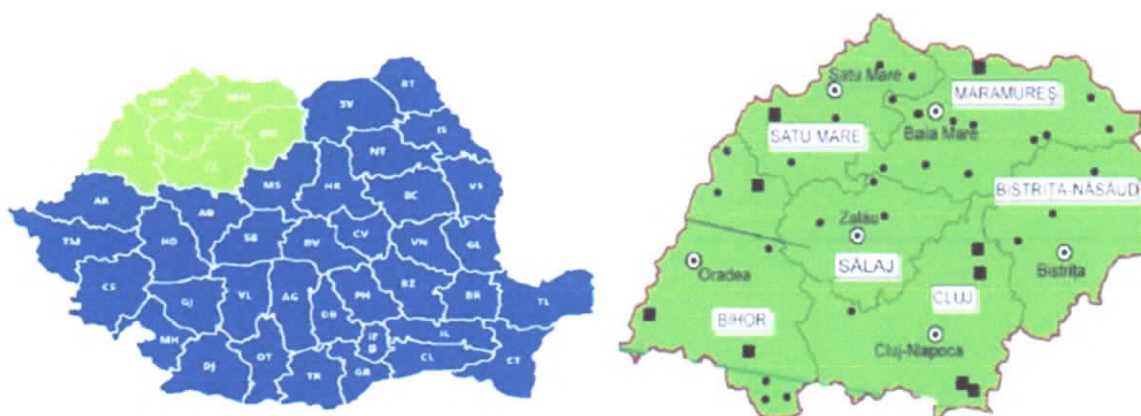 BT
SV
IS
NT
MS
HR
BC
VS
AR
AB
SB
BV
CV
VN
GL
TM
HD
CS
GJ
VL
AG
DB
PH
BZ
BR
TL
MH
DJ
OT
TR
GR
IF
B
IL
CL
CT
Satu Mare
MARAMUREȘ
Baia Mare
SATU MARE
BISTRIȚA-NĂSĂUD
Zalău
Oradea
SĂLAJ
Bistrița
CLUJ
BIHOR
Cluj-Napoca